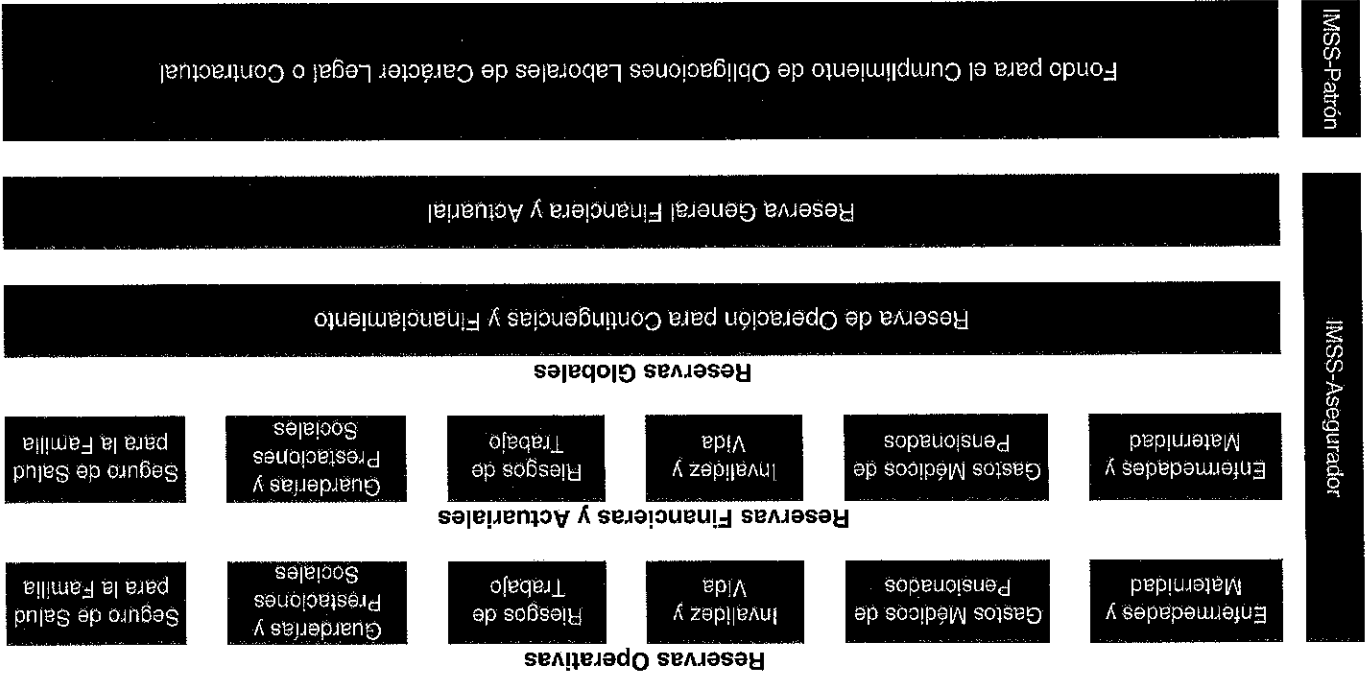 Reservas Operativas
IMSS-Asegurador
Enfermedades y
Maternidad
Gastos Médicos de
Pensionados
Invalidez y
Vida
Riesgos de
Trabajo
Guarderías y
Prestaciones
Sociales
Seguro de Salud
para la Familia
Reservas Financieras y Actuariales
Enfermedades y
Maternidad
Gastos Médicos de
Pensionados
Invalidez y
Vida
Riesgos de
Trabajo
Guarderías y
Prestaciones
Sociales
Seguro de Salud
para la Familia
Reservas Globales
Reserva de Operación para Contingencias y Financiamiento
Reserva General Financiera y Actuarial
IMSS-Patrón
Fondo para el Cumplimiento de Obligaciones Laborales de Carácter Legal o Contractual